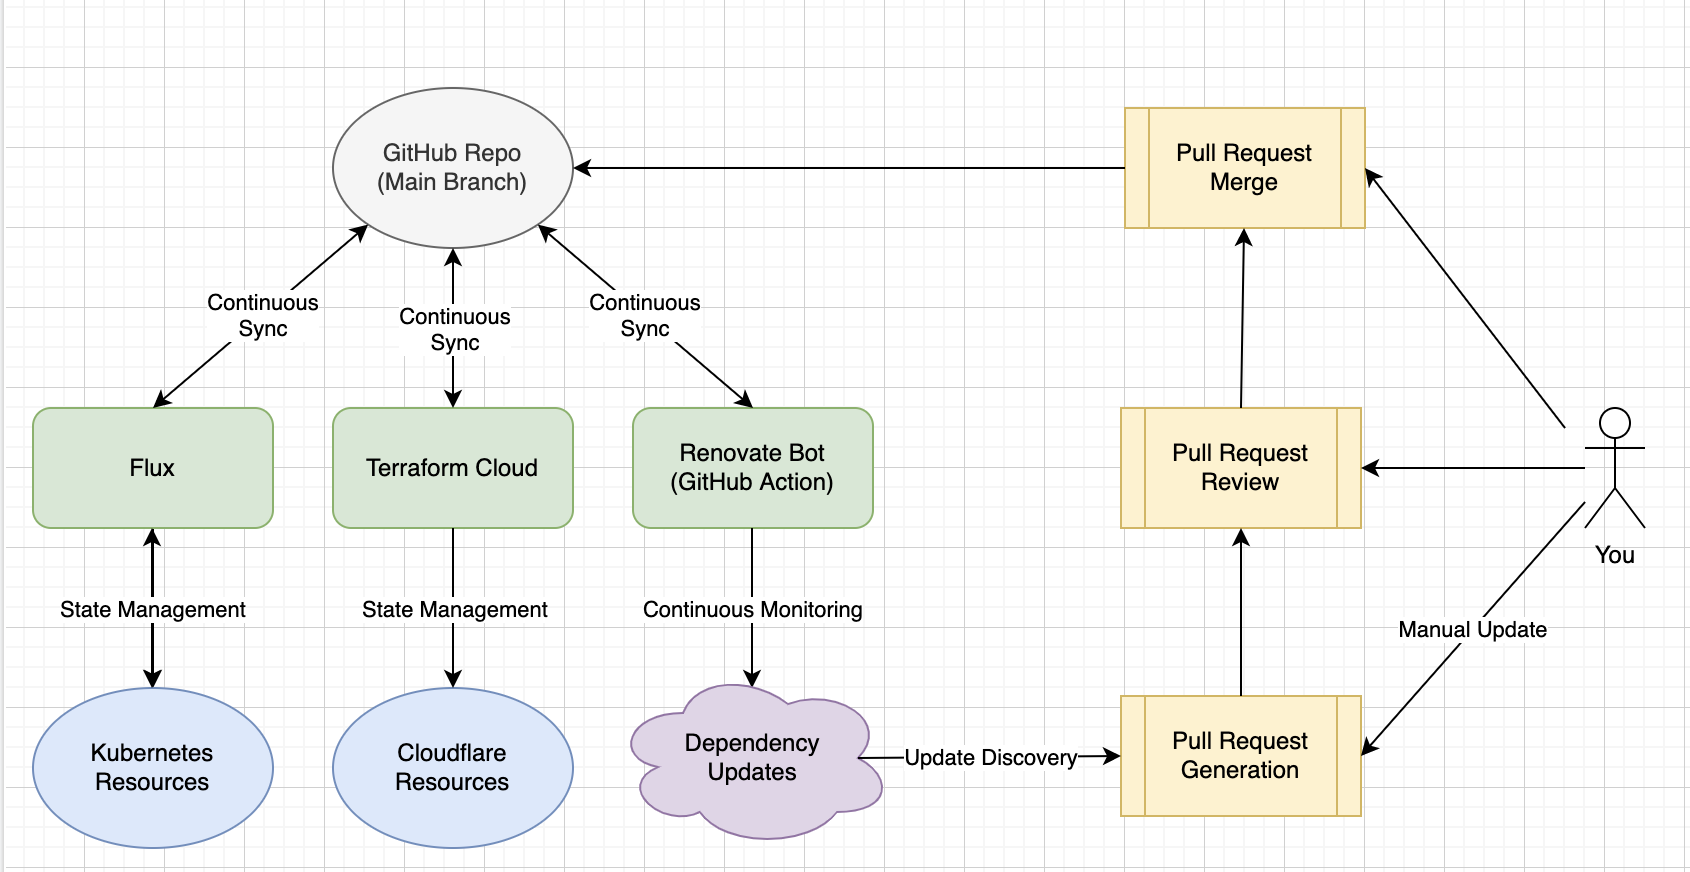 GitHub Repo
(Main Branch)
Pull Request
Merge
Continuous
Sync
Continuous
Sync
Continuous
Sync
Flux
Terraform Cloud
Renovate Bot
(GitHub Action)
Pull Request
Review
You
State Management
State Management
Continuous Monitoring
Manual Update
Kubernetes
Resources
Cloudflare
Resources
Dependency
Updates
Update Discovery
Pull Request
Generation